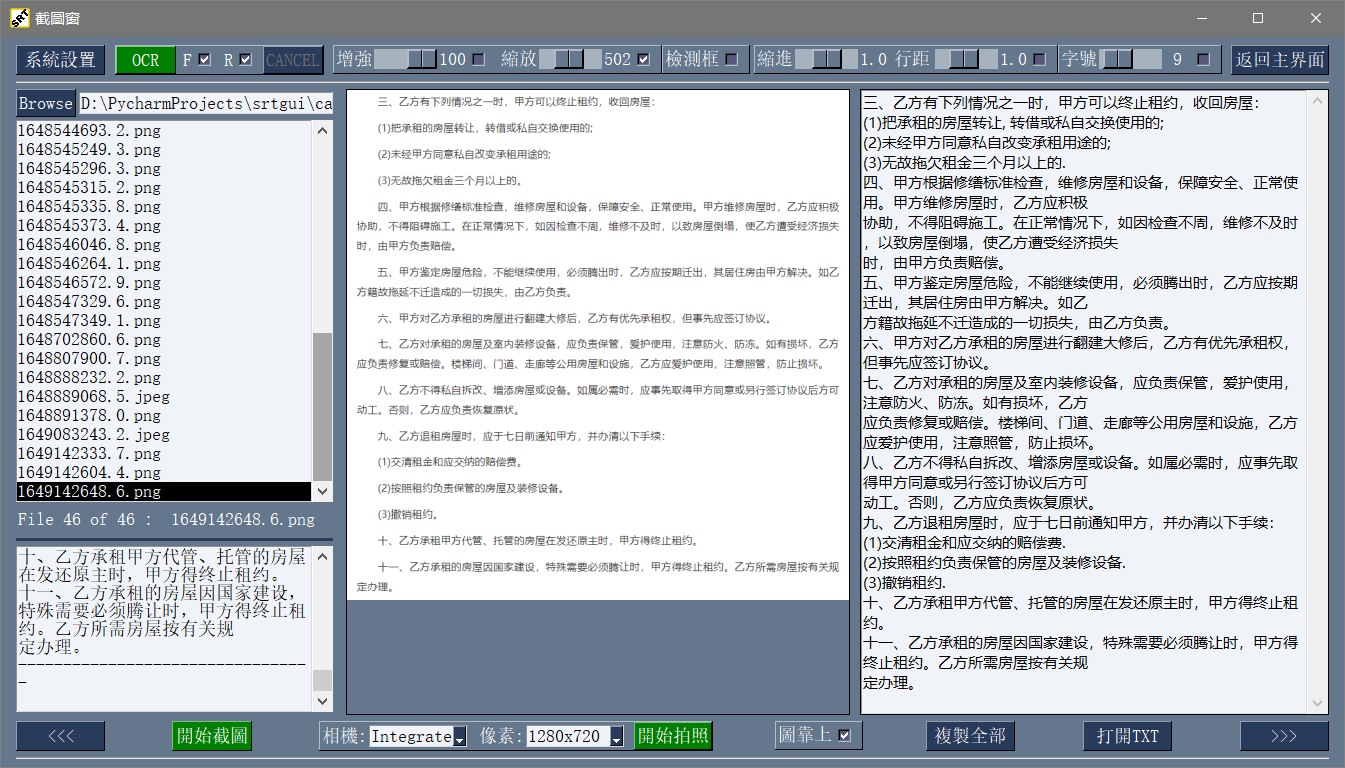 SRT 截圖窗
系統設置 OCR F R CANCEL 增強 100 縮放 502 檢測框 縮進 1.0 行距 1.0 字號 9 返回主界面
Browse D:\PycharmProjects\srtgui\ca
1648544693.2.png
1648545249.3.png
1648545296.3.png
1648545315.2.png
1648545335.8.png
1648545373.4.png
1648546046.8.png
1648546264.1.png
1648546572.9.png
1648547329.6.png
1648547349.1.png
1648702860.6.png
1648807900.7.png
1648888232.2.png
1648889068.5.jpeg
1648891378.0.png
1649083243.2.jpeg
1649142333.7.png
1649142604.4.png
1649142648.6.png
File 46 of 46 : 1649142648.6.png
十、乙方承租甲方代管、托管的房屋
在发还原主时，甲方得终止租约。
十一、乙方承租的房屋因国家建设，
特殊需要必须腾让时，甲方得终止租
约。乙方所需房屋按有关规
定办理。
--------------------------------
-
三、乙方有下列情况之一时，甲方可以终止租约，收回房屋：
(1)把承租的房屋转让，转借或私自交换使用的;
(2)未经甲方同意私自改变承租用途的;
(3)无故拖欠租金三个月以上的。
四、甲方根据修缮标准检查，维修房屋和设备，保障安全、正常使用。甲方维修房屋时，乙方应积极
协助，不得阻碍施工。在正常情况下，如因检查不周，维修不及时，以致房屋倒塌，使乙方遭受经济损失
时，由甲方负责赔偿。
五、甲方鉴定房屋危险，不能继续使用，必须腾出时，乙方应按期迁出，其居住房由甲方解决。如乙
方籍故拖延不迁造成的一切损失，由乙方负责。
六、甲方对乙方承租的房屋进行翻建大修后，乙方有优先承租权，但事先应签订协议。
七、乙方对承租的房屋及室内装修设备，应负责保管，爱护使用，注意防火、防冻。如有损坏，乙方
应负责修复或赔偿。楼梯间、门道、走廊等公用房屋和设施，乙方应爱护使用，注意照管，防止损坏。
八、乙方不得私自拆改、增添房屋或设备。如属必需时，应事先取得甲方同意或另行签订协议后方可
动工。否则，乙方应负责恢复原状。
九、乙方退租房屋时，应于七日前通知甲方，并办清以下手续：
(1)交清租金和应交纳的赔偿费。
(2)按照租约负责保管的房屋及装修设备。
(3)撤销租约。
十、乙方承租甲方代管、托管的房屋在发还原主时，甲方得终止租约。
十一、乙方承租的房屋因国家建设，特殊需要必须腾让时，甲方得终止租约。乙方所需房屋按有关规
定办理。
三、乙方有下列情况之一时，甲方可以终止租约，收回房屋：
(1)把承租的房屋转让, 转借或私自交换使用的;
(2)未经甲方同意私自改变承租用途的;
(3)无故拖欠租金三个月以上的.
四、甲方根据修缮标准检查，维修房屋和设备，保障安全、正常使
用。甲方维修房屋时，乙方应积极
协助，不得阻碍施工。在正常情况下，如因检查不周，维修不及时
，以致房屋倒塌，使乙方遭受经济损失
时，由甲方负责赔偿。
五、甲方鉴定房屋危险，不能继续使用，必须腾出时，乙方应按期
迁出，其居住房由甲方解决。如乙
方籍故拖延不迁造成的一切损失，由乙方负责。
六、甲方对乙方承租的房屋进行翻建大修后，乙方有优先承租权，
但事先应签订协议。
七、乙方对承租的房屋及室内装修设备，应负责保管，爱护使用，
注意防火、防冻。如有损坏，乙方
应负责修复或赔偿。楼梯间、门道、走廊等公用房屋和设施，乙方
应爱护使用，注意照管，防止损坏。
八、乙方不得私自拆改、增添房屋或设备。如属必需时，应事先取
得甲方同意或另行签订协议后方可
动工。否则，乙方应负责恢复原状。
九、乙方退租房屋时，应于七日前通知甲方，并办清以下手续：
(1)交清租金和应交纳的赔偿费.
(2)按照租约负责保管的房屋及装修设备.
(3)撤销租约.
十、乙方承租甲方代管、托管的房屋在发还原主时，甲方得终止租
约。
十一、乙方承租的房屋因国家建设，特殊需要必须腾让时，甲方得
终止租约。乙方所需房屋按有关规
定办理。
<<< 開始截圖 相機: Integrate 像素: 1280x720 開始拍照 圖靠上 複製全部 打開TXT >>>